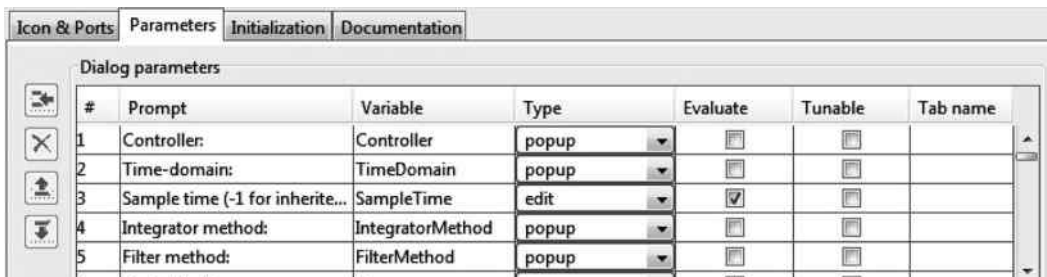 Icon & Ports Parameters Initialization Documentation
Dialog parameters
# Prompt Variable Type Evaluate Tunable Tab name
1 Controller: Controller popup
2 Time-domain: TimeDomain popup
3 Sample time (-1 for inherite... SampleTime edit
4 Integrator method: IntegratorMethod popup
5 Filter method: FilterMethod popup